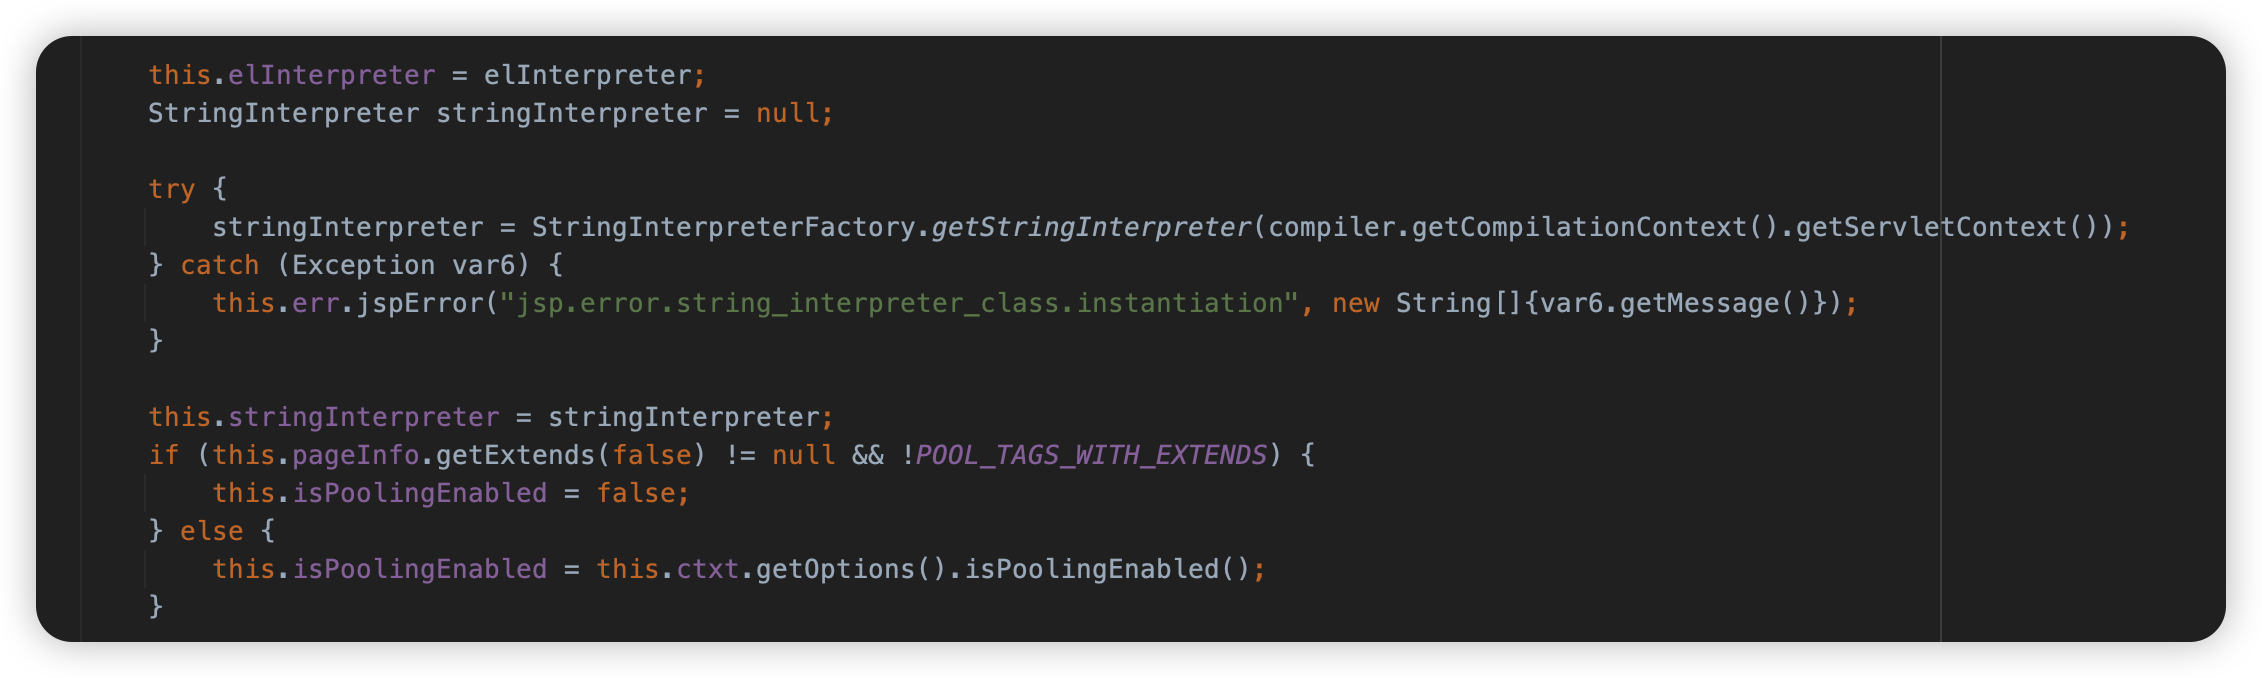 this.elInterpreter = elInterpreter;
StringInterpreter stringInterpreter = null;
try {
stringInterpreter = StringInterpreterFactory.getStringInterpreter(compiler.getCompilationContext().getServletContext());
} catch (Exception var6) {
this.err.jspError("jsp.error.string_interpreter_class.instantiation", new String[]{var6.getMessage()});
}
this.stringInterpreter = stringInterpreter;
if (this.pageInfo.getExtends(false) != null && !POOL_TAGS_WITH_EXTENDS) {
this.isPoolingEnabled = false;
} else {
this.isPoolingEnabled = this.ctxt.getOptions().isPoolingEnabled();
}